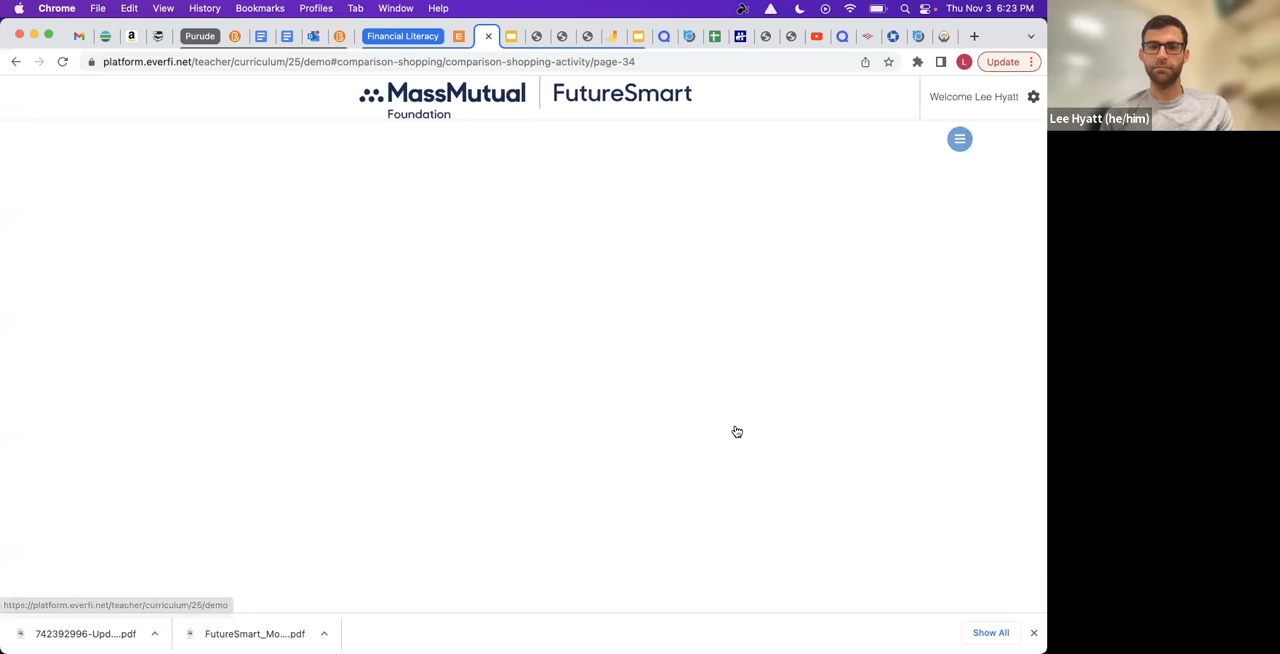 Chrome File Edit View History Bookmarks Profiles Tab Window Help
Thu Nov 3 6:23 PM
Purude
Financial Literacy
platform.everfi.net/teacher/curriculum/25/demo#comparison-shopping/comparison-shopping-activity/page-34
L
Update
MassMutual
Foundation
FutureSmart
Welcome Lee Hyatt
Lee Hyatt (he/him)
https://platform.everfi.net/teacher/curriculum/25/demo
742392996-Upd....pdf
FutureSmart_Mo....pdf
Show All